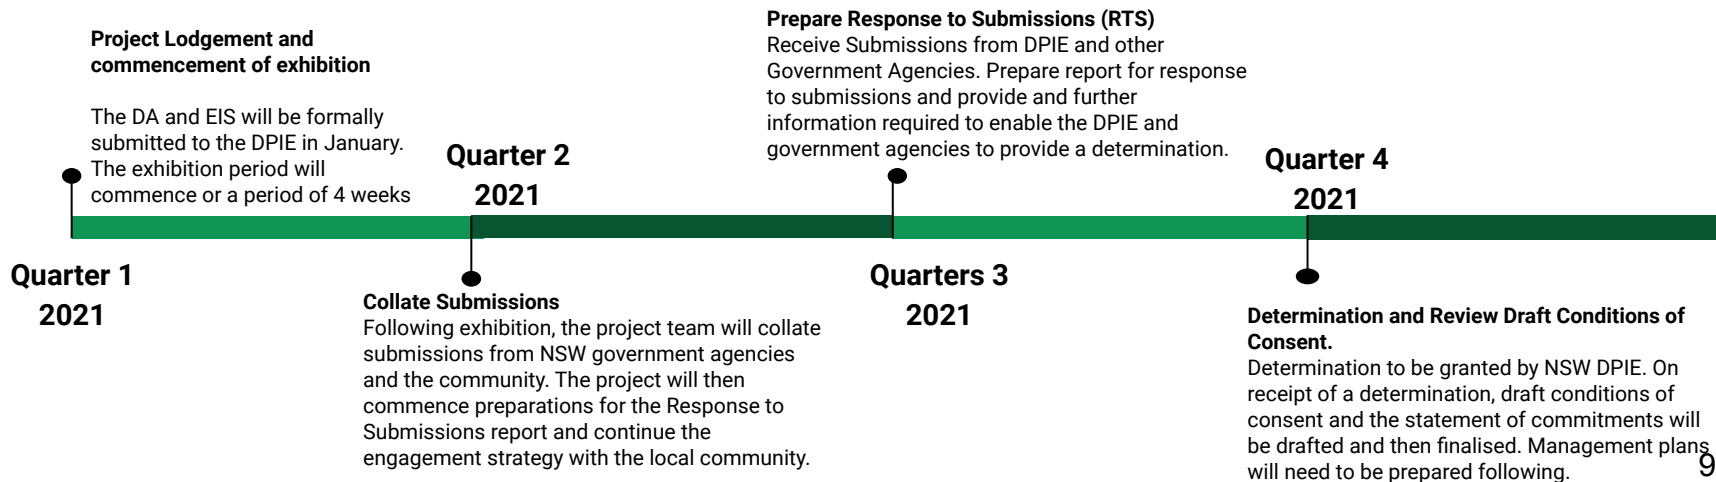 Project Lodgement and
commencement of exhibition
The DA and EIS will be formally
submitted to the DPIE in January.
The exhibition period will
commence or a period of 4 weeks
Quarter 1
2021
Quarter 2
2021
Collate Submissions
Following exhibition, the project team will collate
submissions from NSW government agencies
and the community. The project will then
commence preparations for the Response to
Submissions report and continue the
engagement strategy with the local community.
Prepare Response to Submissions (RTS)
Receive Submissions from DPIE and other
Government Agencies. Prepare report for response
to submissions and provide and further
information required to enable the DPIE and
government agencies to provide a determination.
Quarters 3
2021
Quarter 4
2021
Determination and Review Draft Conditions of
Consent.
Determination to be granted by NSW DPIE. On
receipt of a determination, draft conditions of
consent and the statement of commitments will
be drafted and then finalised. Management plans
will need to be prepared following.
9